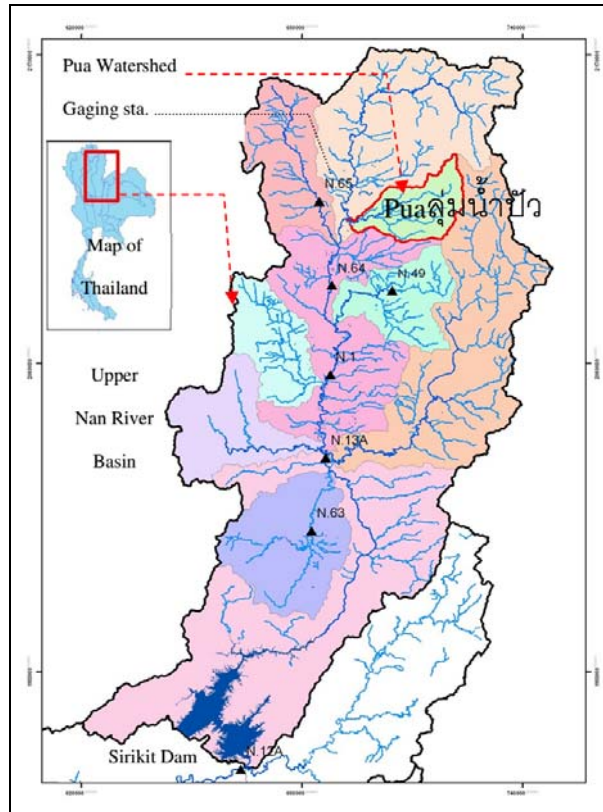 Pua Watershed
Gaging sta.
N.65
Puaลุ่มน้ำปัว
Map of
Thailand
N.64
N.49
Upper
N.1
Nan River
N.13A
Basin
N.63
Sirikit Dam
N.12A